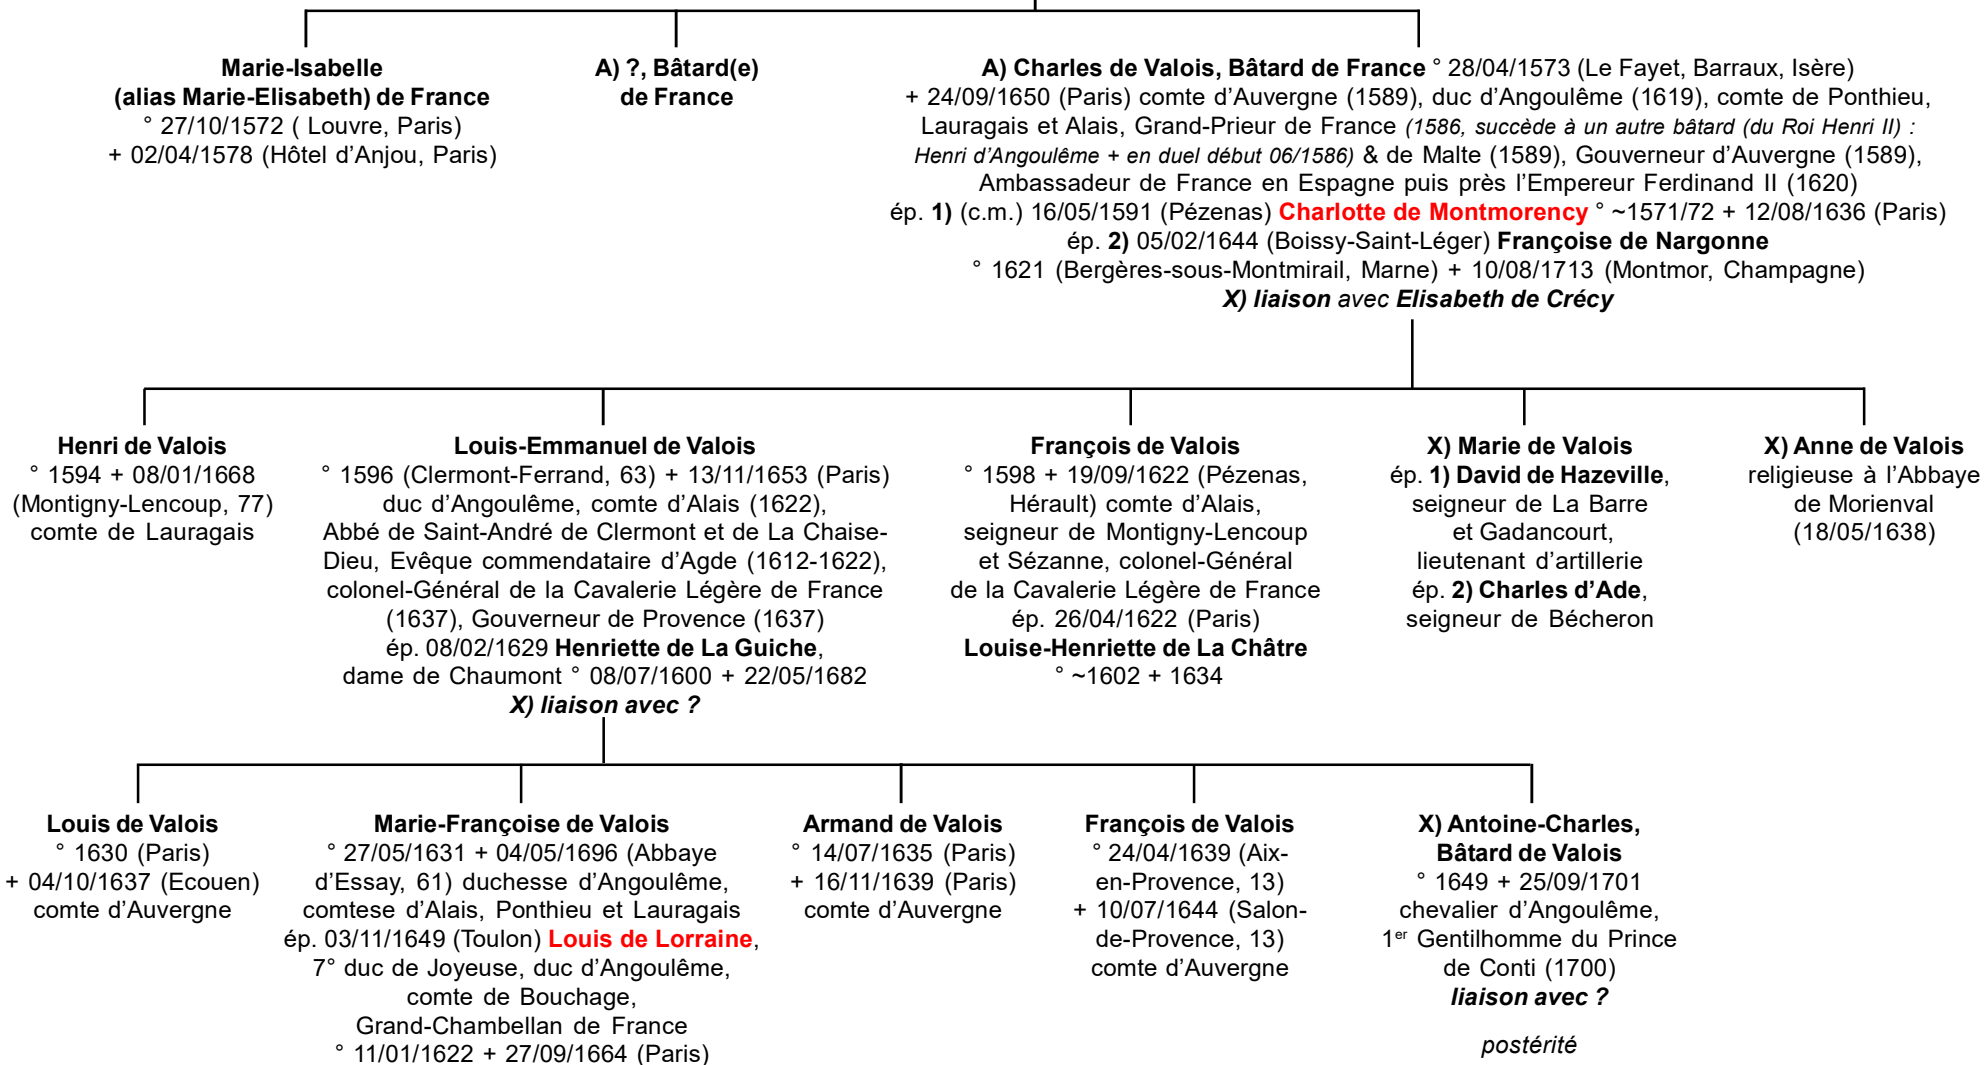 Marie-Isabelle
(alias Marie-Elisabeth) de France
° 27/10/1572 ( Louvre, Paris)
+ 02/04/1578 (Hôtel d'Anjou, Paris)
A) ?, Bâtard(e)
de France
A) Charles de Valois, Bâtard de France ° 28/04/1573 (Le Fayet, Barraux, Isère)
+ 24/09/1650 (Paris) comte d'Auvergne (1589), duc d'Angoulême (1619), comte de Ponthieu,
Lauragais et Alais, Grand-Prieur de France (1586, succède à un autre bâtard (du Roi Henri II) :
Henri d'Angoulême + en duel début 06/1586) & de Malte (1589), Gouverneur d'Auvergne (1589),
Ambassadeur de France en Espagne puis près l'Empereur Ferdinand II (1620)
ép. 1) (c.m.) 16/05/1591 (Pézenas) Charlotte de Montmorency ° ~1571/72 + 12/08/1636 (Paris)
ép. 2) 05/02/1644 (Boissy-Saint-Léger) Françoise de Nargonne
° 1621 (Bergères-sous-Montmirail, Marne) + 10/08/1713 (Montmor, Champagne)
X) liaison avec Elisabeth de Crécy
Henri de Valois
° 1594 + 08/01/1668
(Montigny-Lencoup, 77)
comte de Lauragais
Louis-Emmanuel de Valois
° 1596 (Clermont-Ferrand, 63) + 13/11/1653 (Paris)
duc d'Angoulême, comte d'Alais (1622),
Abbé de Saint-André de Clermont et de La Chaise-
Dieu, Evêque commendataire d'Agde (1612-1622),
colonel-Général de la Cavalerie Légère de France
(1637), Gouverneur de Provence (1637)
ép. 08/02/1629 Henriette de La Guiche,
dame de Chaumont ° 08/07/1600 + 22/05/1682
X) liaison avec ?
François de Valois
° 1598 + 19/09/1622 (Pézenas,
Hérault) comte d'Alais,
seigneur de Montigny-Lencoup
et Sézanne, colonel-Général
de la Cavalerie Légère de France
ép. 26/04/1622 (Paris)
Louise-Henriette de La Châtre
° ~1602 + 1634
X) Marie de Valois
ép. 1) David de Hazeville,
seigneur de La Barre
et Gadancourt,
lieutenant d'artillerie
ép. 2) Charles d'Ade,
seigneur de Bécheron
X) Anne de Valois
religieuse à l'Abbaye
de Morienval
(18/05/1638)
Louis de Valois
° 1630 (Paris)
+ 04/10/1637 (Ecouen)
comte d'Auvergne
Marie-Françoise de Valois
° 27/05/1631 + 04/05/1696 (Abbaye
d'Essay, 61) duchesse d'Angoulême,
comtese d'Alais, Ponthieu et Lauragais
ép. 03/11/1649 (Toulon) Louis de Lorraine,
7° duc de Joyeuse, duc d'Angoulême,
comte de Bouchage,
Grand-Chambellan de France
° 11/01/1622 + 27/09/1664 (Paris)
Armand de Valois
° 14/07/1635 (Paris)
+ 16/11/1639 (Paris)
comte d'Auvergne
François de Valois
° 24/04/1639 (Aix-
en-Provence, 13)
+ 10/07/1644 (Salon-
de-Provence, 13)
comte d'Auvergne
X) Antoine-Charles,
Bâtard de Valois
° 1649 + 25/09/1701
chevalier d'Angoulême,
1er Gentilhomme du Prince
de Conti (1700)
liaison avec ?
postérité